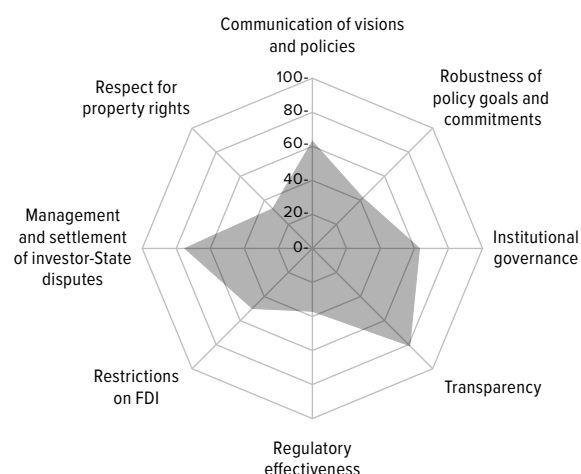 Communication of visions
and policies
Robustness of
policy goals and
commitments
Institutional
governance
Transparency
Regulatory
effectiveness
Restrictions
on FDI
Management
and settlement
of investor-State
disputes
Respect for
property rights
100-
80-
60-
40-
20-
0-